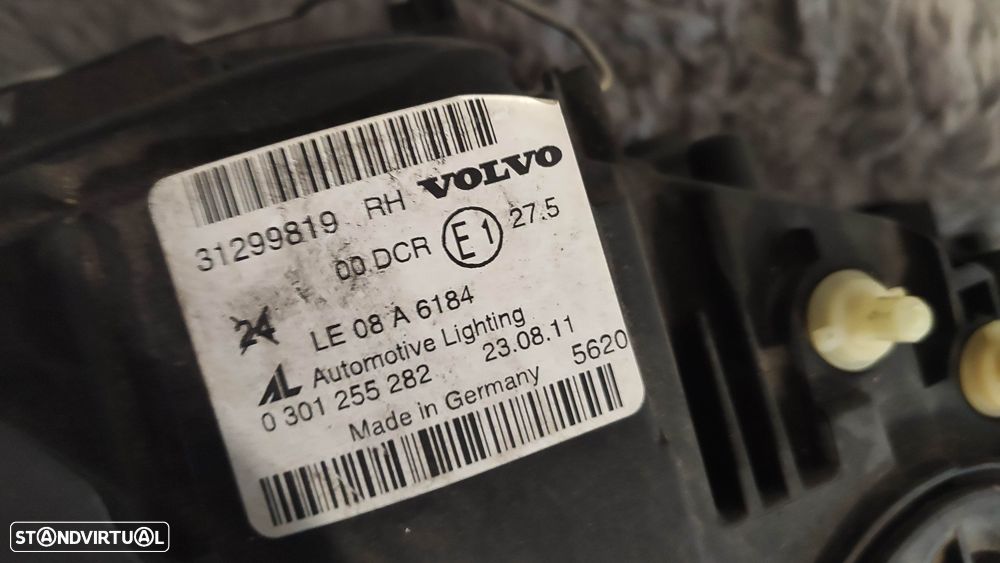 31299819 RH VOLVO
00 DCR E1 27.5
24 LE 08 A 6184
AL Automotive Lighting
0 301 255 282 23.08.11
Made in Germany 5620
STANDVIRTUAL